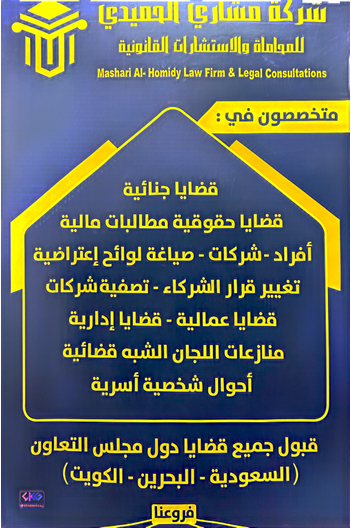 شركة مشاري الحميدي
للمحاماة والاستشارات القانونية
Mashari Al- Homidy Law Firm & Legal Consultations
متخصصون في :
قضايا جنائية
قضايا حقوقية مطالبات مالية
أفراد -شركات - صياغة لوائح إعتراضية
تغيير قرار الشركاء - تصفية شركات
قضايا عمالية - قضايا إدارية
منازعات اللجان الشبه قضائية
أحوال شخصية أسرية
قبول جميع قضايا دول مجلس التعاون
(السعودية - البحرين - الكويت)
فروعنا